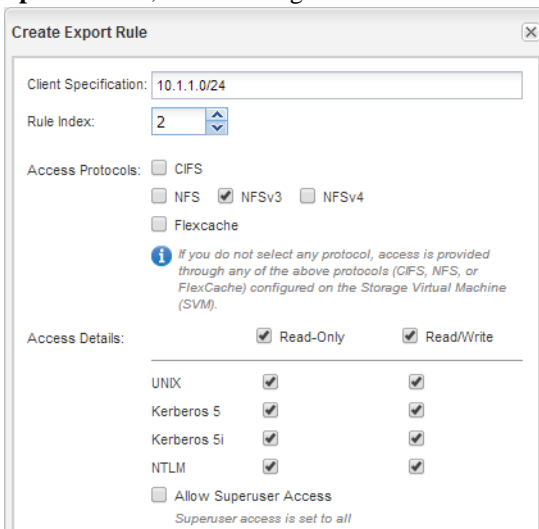 Create Export Rule
Client Specification: 10.1.1.0/24
Rule Index: 2
Access Protocols: CIFS
NFS NFSv3 NFSv4
Flexcache
If you do not select any protocol, access is provided
through any of the above protocols (CIFS, NFS, or
FlexCache) configured on the Storage Virtual Machine
(SVM).
Access Details: Read-Only Read/Write
UNIX
Kerberos 5
Kerberos 5i
NTLM
Allow Superuser Access
Superuser access is set to all